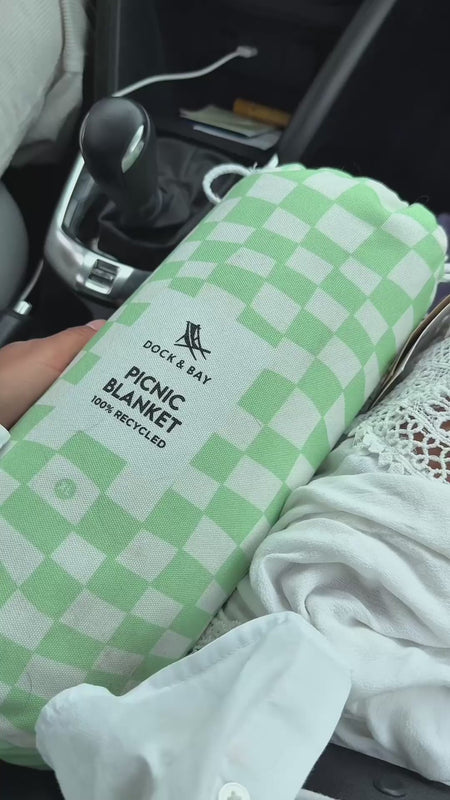 DOCK & BAY
PICNIC
BLANKET
100% RECYCLED